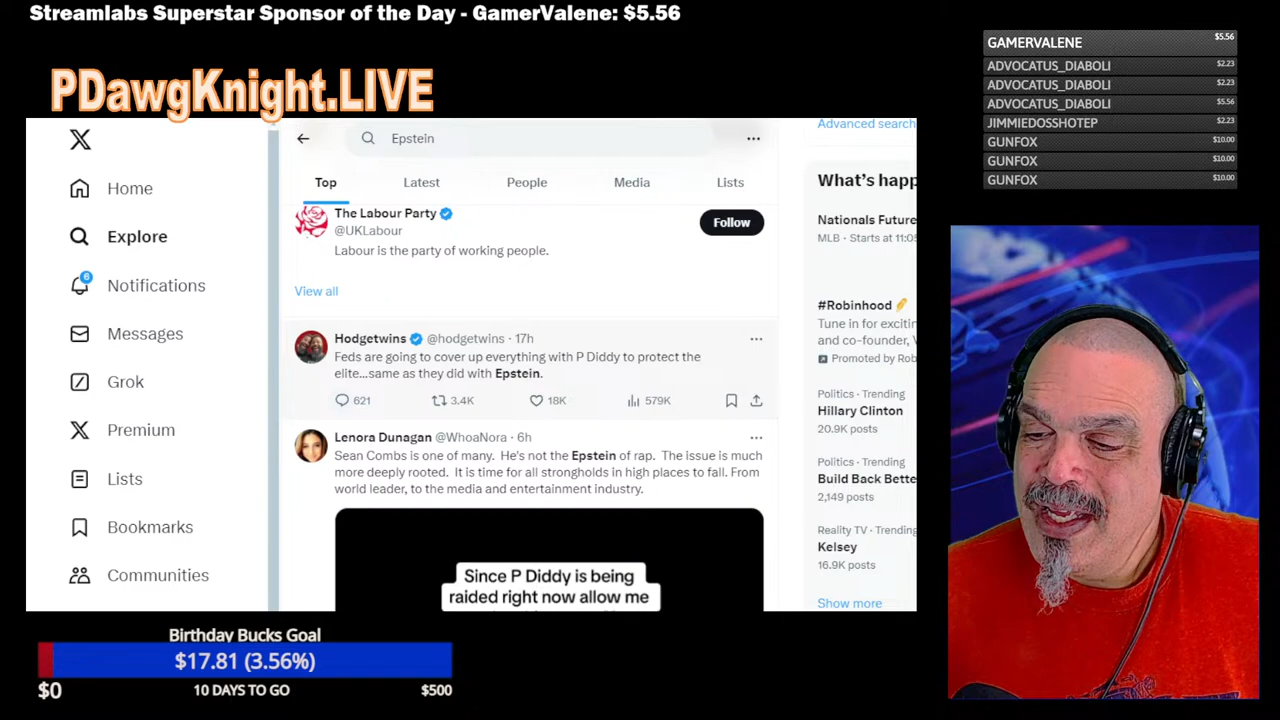 Streamlabs Superstar Sponsor of the Day - GamerValene: $5.56
PDawgKnight.LIVE
GAMERVALENE $5.56
ADVOCATUS_DIABOLI $2.23
ADVOCATUS_DIABOLI $2.23
ADVOCATUS_DIABOLI $5.56
JIMMIEDOSSHOTEP $2.23
GUNFOX $10.00
GUNFOX $10.00
GUNFOX $10.00
Home
Explore
6
Notifications
Messages
Grok
Premium
Lists
Bookmarks
Communities
Epstein
Top Latest People Media Lists
The Labour Party
@UKLabour
Follow
Labour is the party of working people.
View all
Hodgetwins @hodgetwins · 17h
Feds are going to cover up everything with P Diddy to protect the
elite...same as they did with Epstein.
621 3.4K 18K 579K
Lenora Dunagan @WhoaNora · 6h
Sean Combs is one of many. He's not the Epstein of rap. The issue is much
more deeply rooted. It is time for all strongholds in high places to fall. From
world leader, to the media and entertainment industry.
Since P Diddy is being
raided right now allow me
Advanced search
What's happ
Nationals Future
MLB · Starts at 11:05
#Robinhood
Tune in for excitin
and co-founder, V
Promoted by Rob
Politics · Trending
Hillary Clinton
20.9K posts
Politics · Trending
Build Back Bette
2,149 posts
Reality TV · Trending
Kelsey
16.9K posts
Show more
Birthday Bucks Goal
$17.81 (3.56%)
$0 10 DAYS TO GO $500